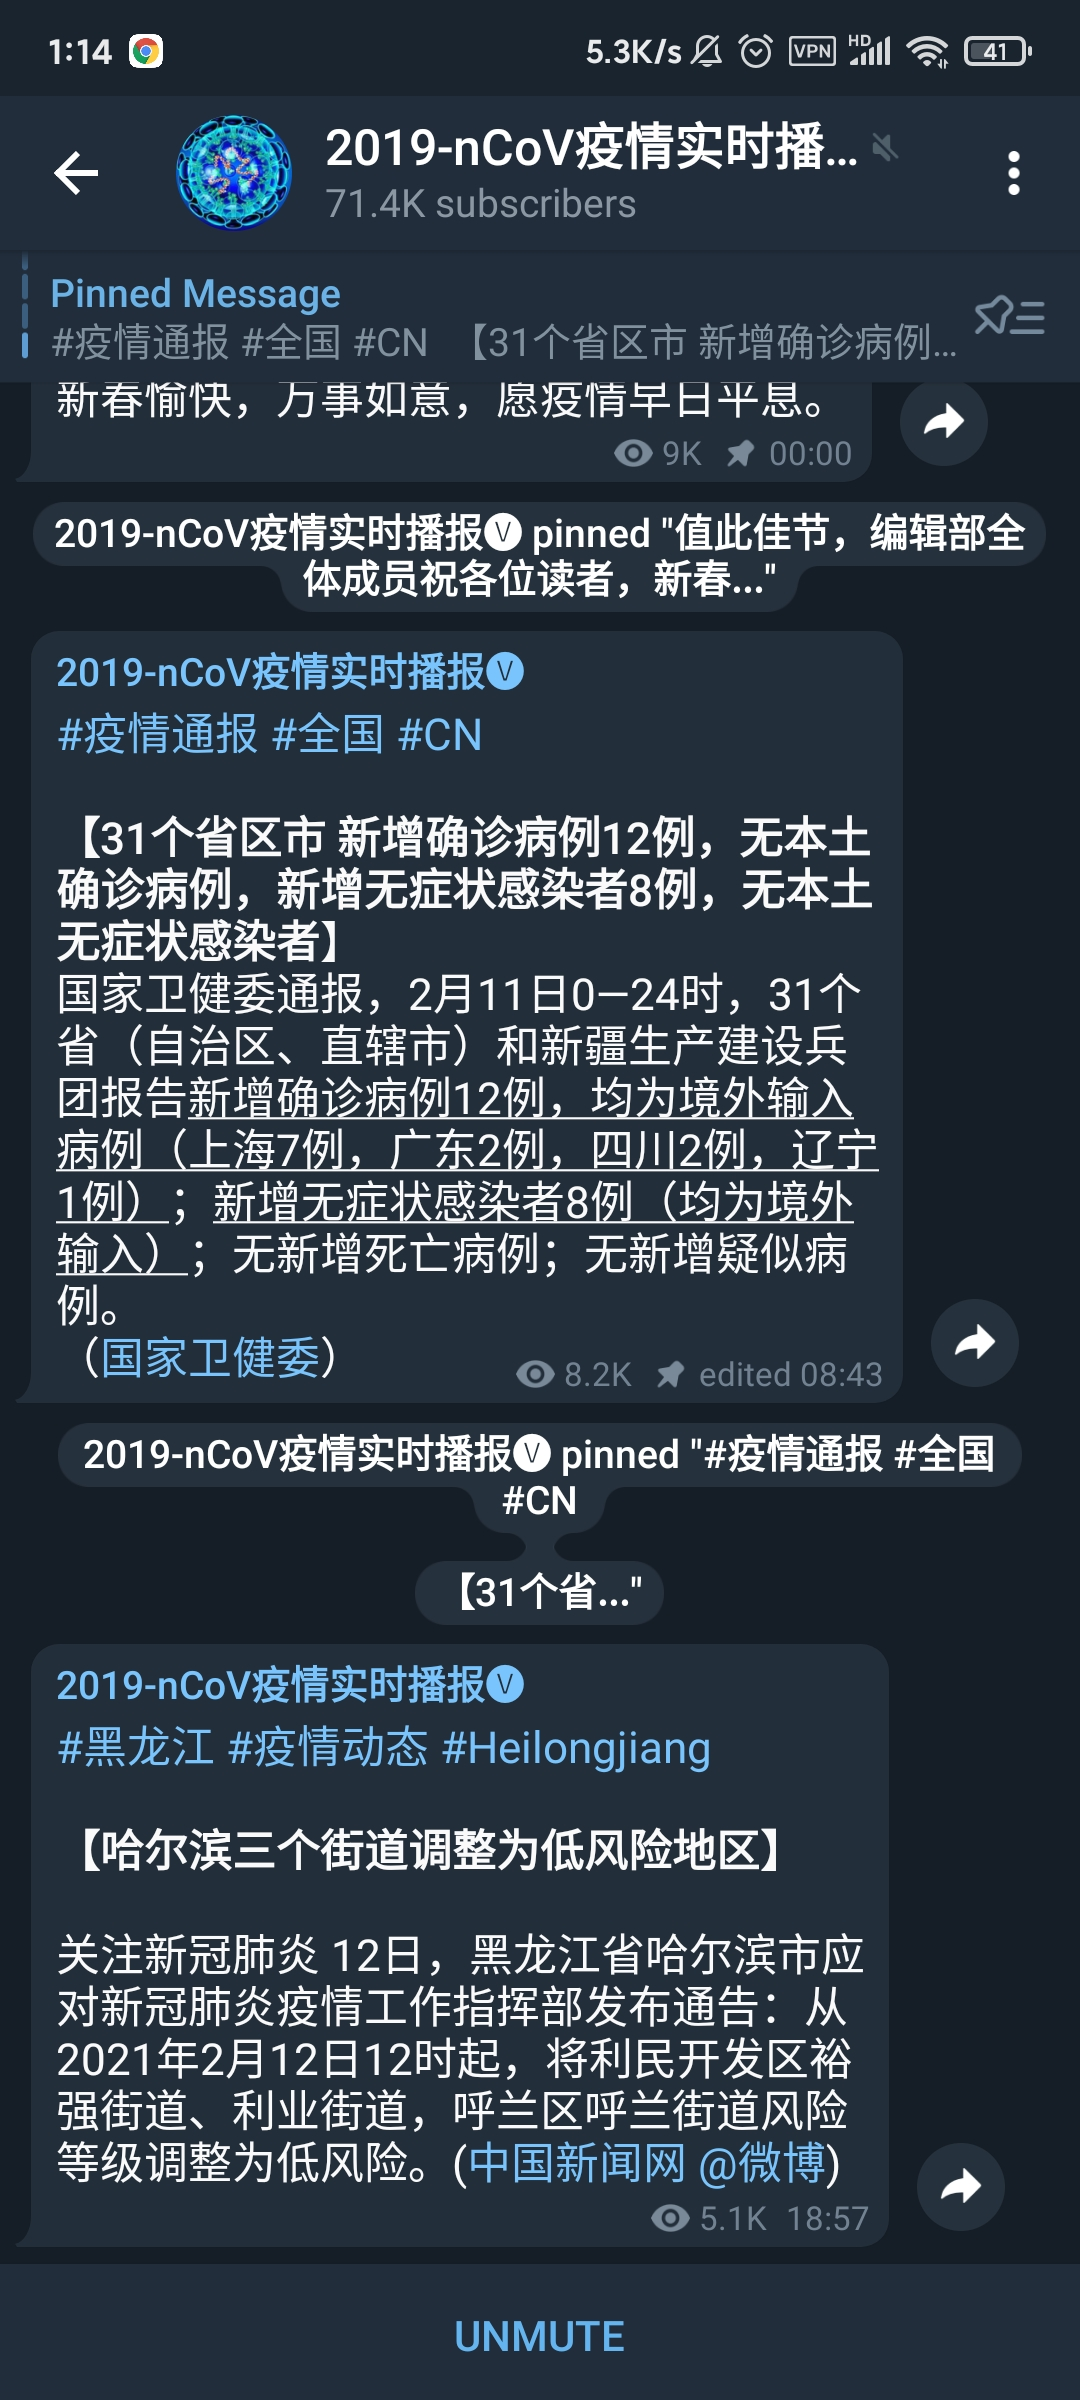 1:14
5.3K/s VPN HD 41
2019-nCoV疫情实时播...
71.4K subscribers
Pinned Message
#疫情通报 #全国 #CN 【31个省区市 新增确诊病例...
新春愉快，万事如意，愿疫情早日平息。
9K 00:00
2019-nCoV疫情实时播报Ⓥ pinned "值此佳节，编辑部全
体成员祝各位读者，新春..."
2019-nCoV疫情实时播报Ⓥ
#疫情通报 #全国 #CN
【31个省区市 新增确诊病例12例，无本土
确诊病例，新增无症状感染者8例，无本土
无症状感染者】
国家卫健委通报，2月11日0—24时，31个
省（自治区、直辖市）和新疆生产建设兵
团报告新增确诊病例12例，均为境外输入
病例（上海7例，广东2例，四川2例，辽宁
1例）；新增无症状感染者8例（均为境外
输入）；无新增死亡病例；无新增疑似病
例。
（国家卫健委）
8.2K edited 08:43
2019-nCoV疫情实时播报Ⓥ pinned "#疫情通报 #全国
#CN
【31个省..."
2019-nCoV疫情实时播报Ⓥ
#黑龙江 #疫情动态 #Heilongjiang
【哈尔滨三个街道调整为低风险地区】
关注新冠肺炎 12日，黑龙江省哈尔滨市应
对新冠肺炎疫情工作指挥部发布通告：从
2021年2月12日12时起，将利民开发区裕
强街道、利业街道，呼兰区呼兰街道风险
等级调整为低风险。(中国新闻网 @微博)
5.1K 18:57
UNMUTE